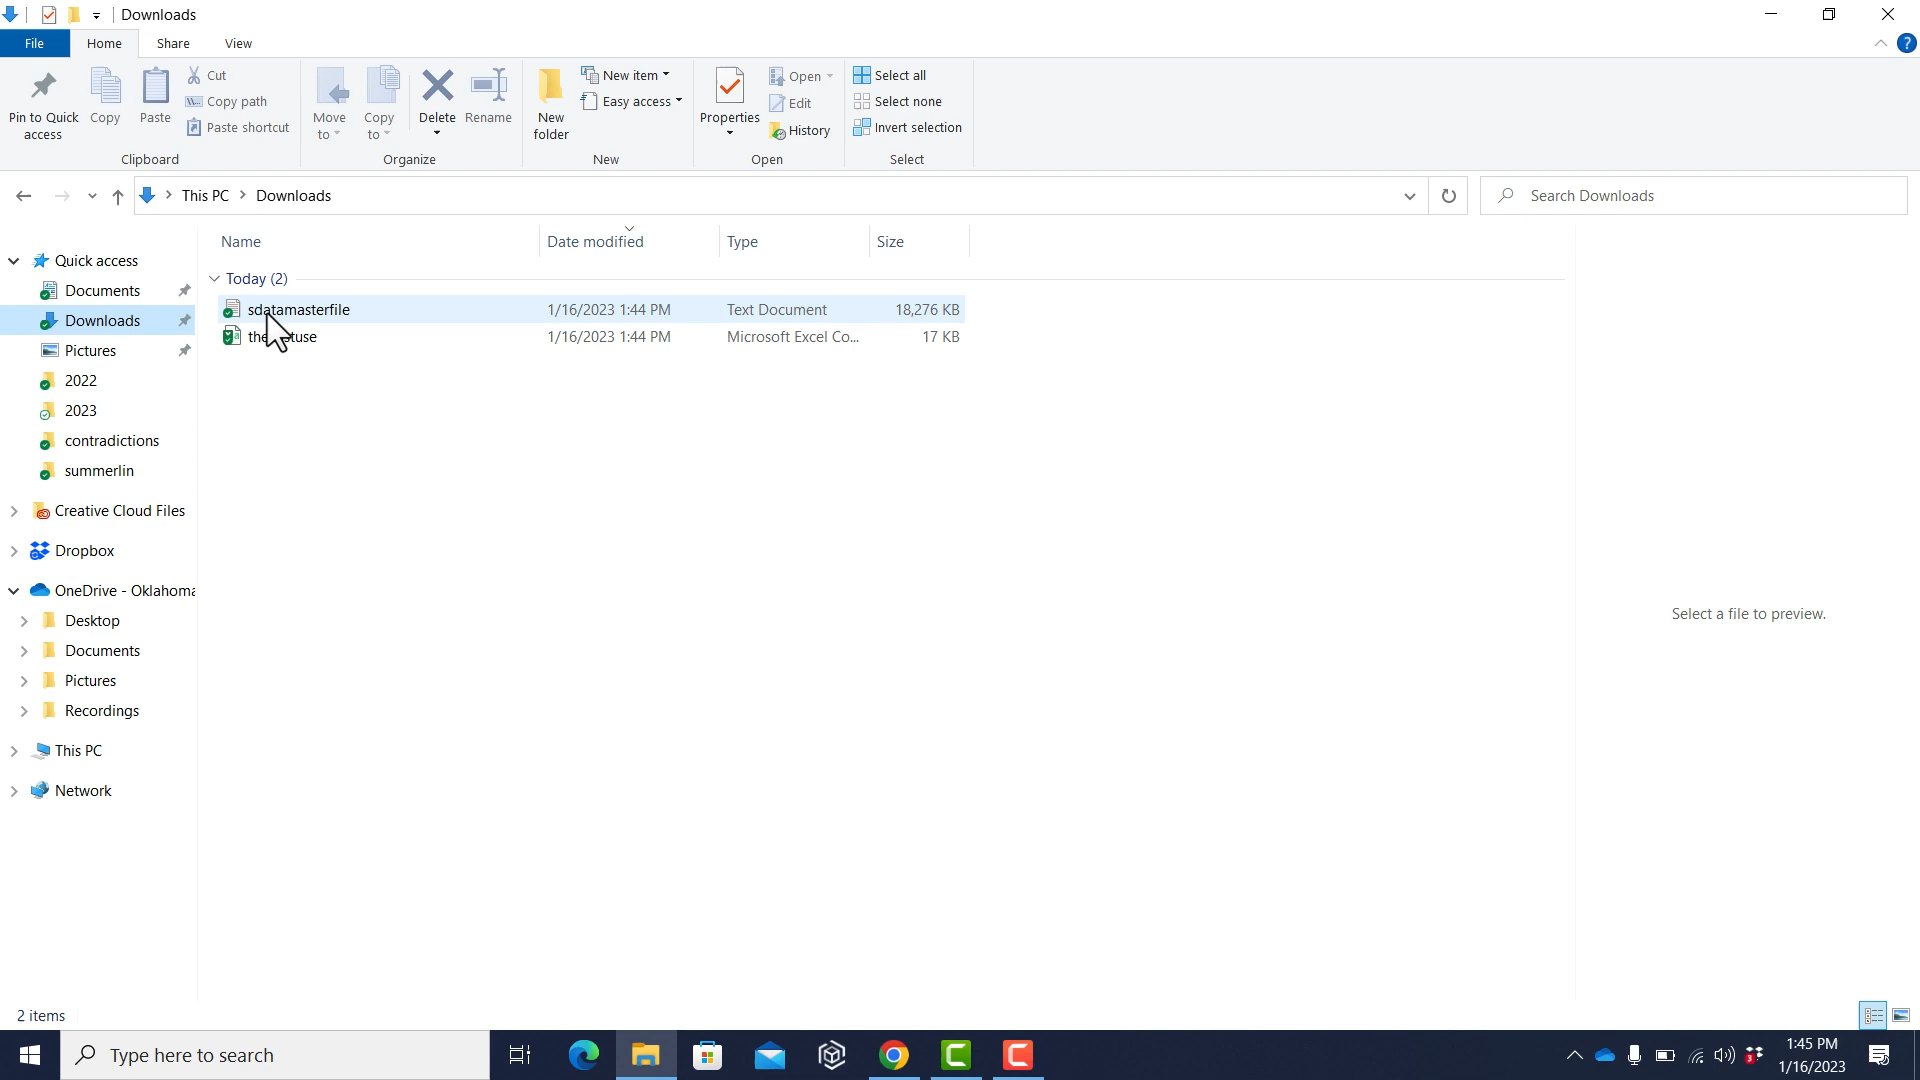 Downloads
File Home Share View
Pin to Quick access
Copy
Paste
Cut
Copy path
Paste shortcut
Clipboard
Move to
Copy to
Delete
Rename
Organize
New folder
New item
Easy access
New
Properties
Open
Edit
History
Open
Select all
Select none
Invert selection
Select
This PC > Downloads
Search Downloads
Name Date modified Type Size
Today (2)
sdatamasterfile 1/16/2023 1:44 PM Text Document 18,276 KB
1/16/2023 1:44 PM Microsoft Excel Co... 17 KB
Quick access
Documents
Downloads
Pictures
2022
2023
contradictions
summerlin
Creative Cloud Files
Dropbox
OneDrive - Oklahoma
Desktop
Documents
Pictures
Recordings
This PC
Network
Select a file to preview.
2 items
Type here to search
3
1:45 PM
1/16/2023